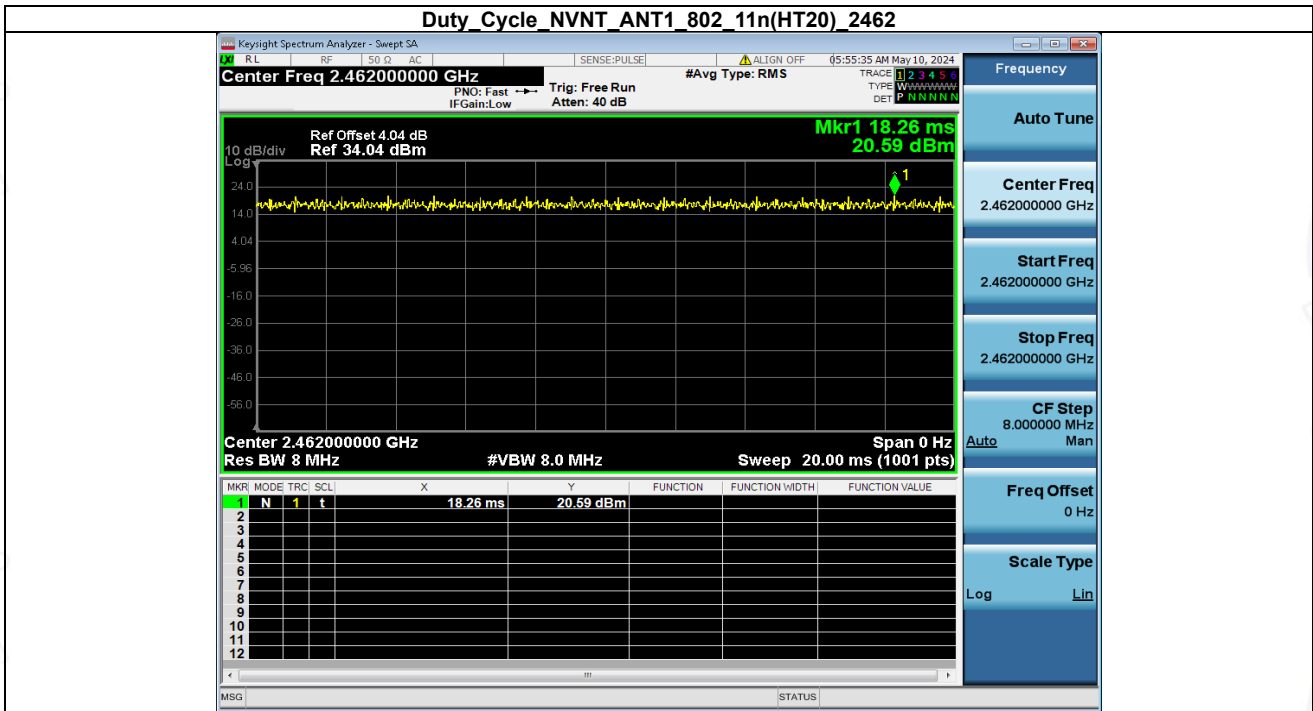 Duty_Cycle_NVNT_ANT1_802_11n(HT20)_2462
Keysight Spectrum Analyzer - Swept SA
LXI RL RF 50 Ω AC SENSE:PULSE ALIGN OFF 05:55:35 AM May 10, 2024
Center Freq 2.462000000 GHz #Avg Type: RMS TRACE 1 2 3 4 5 6
PNO: Fast Trig: Free Run TYPE WWWWWW
IFGain:Low Atten: 40 dB DET P N N N N N
Frequency
Auto Tune
Center Freq
2.462000000 GHz
Start Freq
2.462000000 GHz
Stop Freq
2.462000000 GHz
CF Step
8.000000 MHz
Auto Man
Freq Offset
0 Hz
Scale Type
Log Lin
Ref Offset 4.04 dB Mkr1 18.26 ms
10 dB/div Ref 34.04 dBm 20.59 dBm
Log
1
24.0
14.0
4.04
-5.96
-16.0
-26.0
-36.0
-46.0
-56.0
Center 2.462000000 GHz Span 0 Hz
Res BW 8 MHz #VBW 8.0 MHz Sweep 20.00 ms (1001 pts)
MKR MODE TRC SCL X Y FUNCTION FUNCTION WIDTH FUNCTION VALUE
1 N 1 t 18.26 ms 20.59 dBm
2
3
4
5
6
7
8
9
10
11
12
MSG STATUS